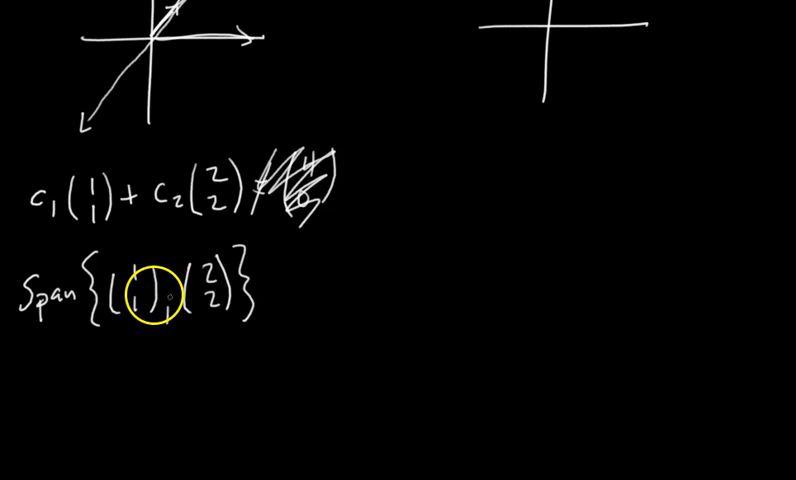 c₁(1 1) + c₂(2 2)
Span{(1 1), (2 2)}